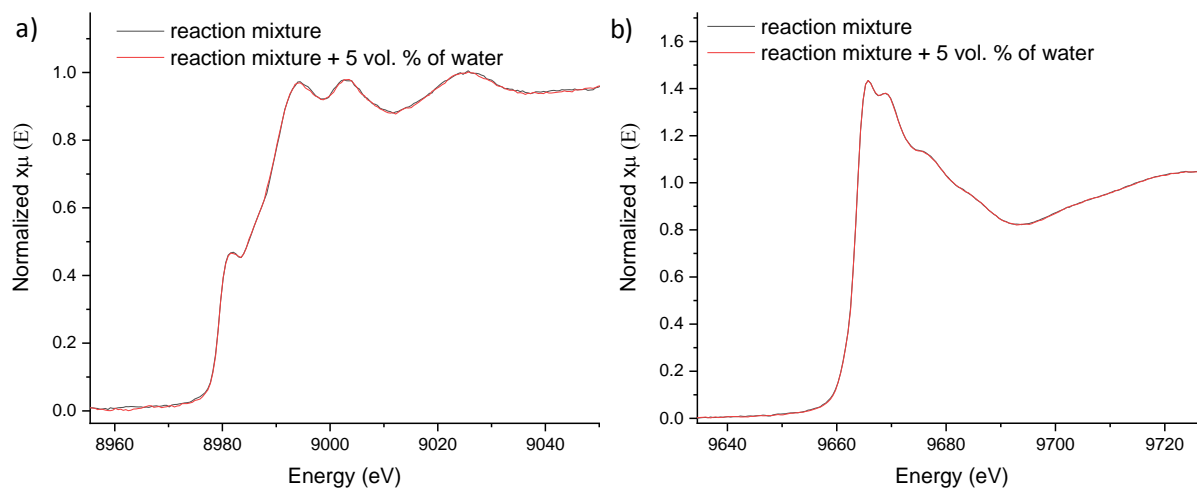 a)
reaction mixture
reaction mixture + 5 vol. % of water
Normalized xμ (E)
1.0
0.8
0.6
0.4
0.2
0.0
8960
8980
9000
9020
9040
Energy (eV)
b)
reaction mixture
reaction mixture + 5 vol. % of water
Normalized xμ (E)
1.6
1.4
1.2
1.0
0.8
0.6
0.4
0.2
0.0
9640
9660
9680
9700
9720
Energy (eV)